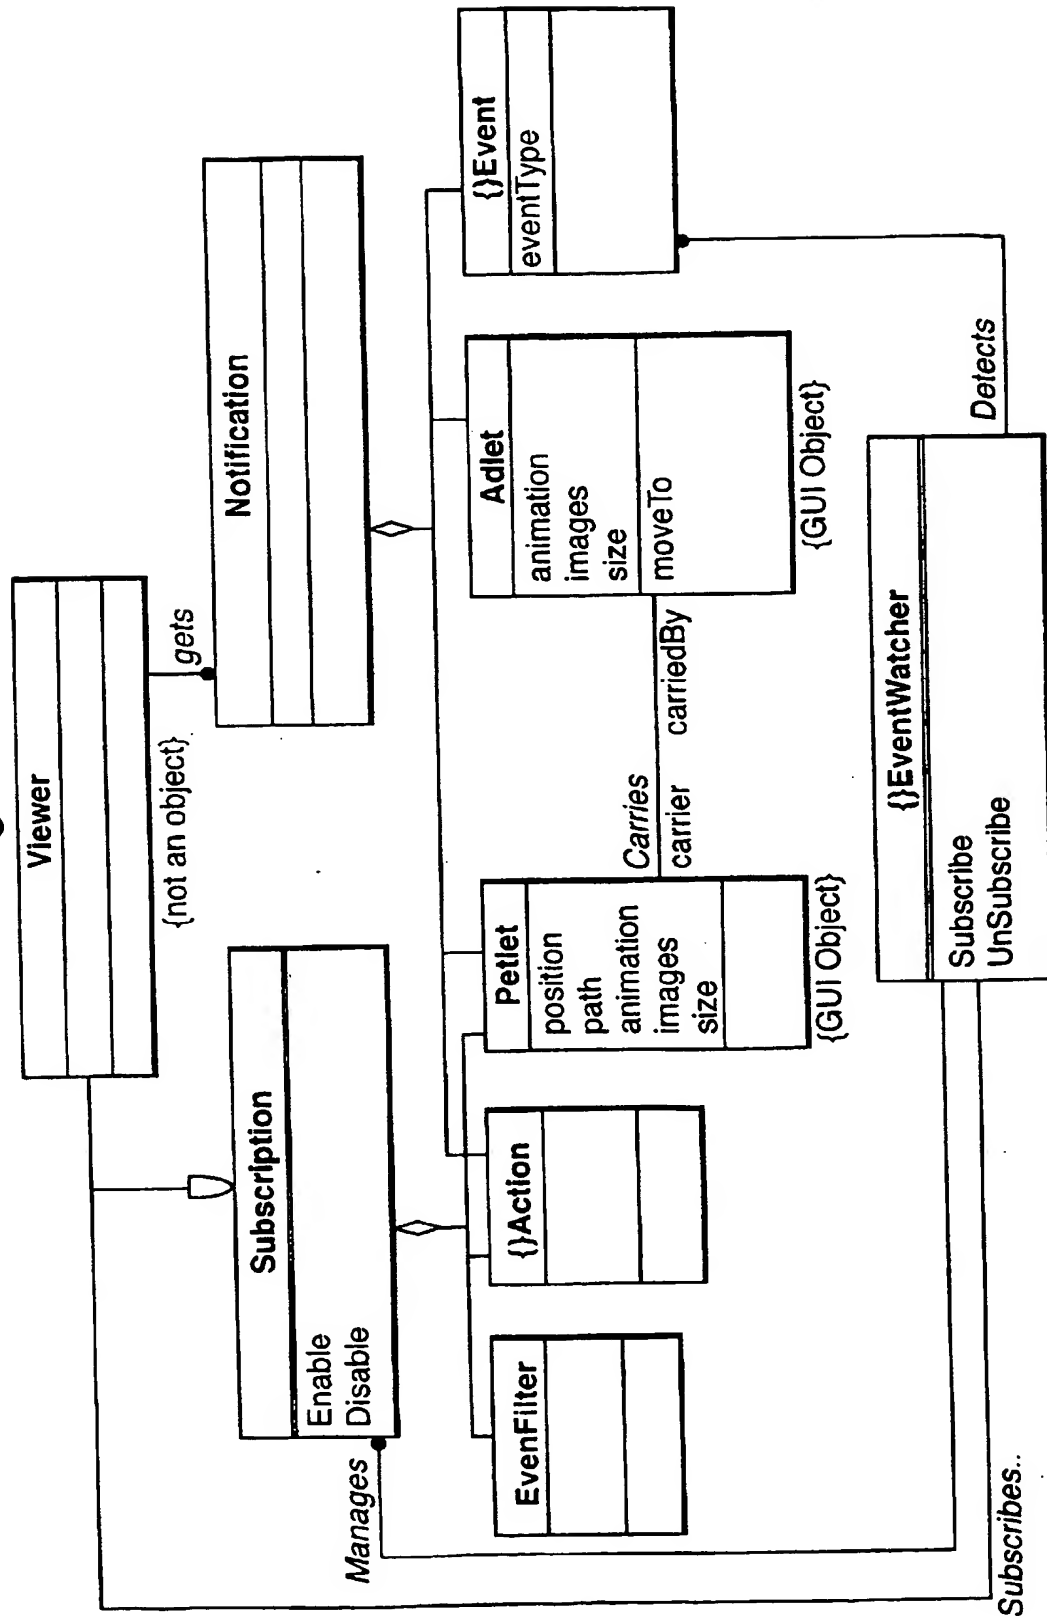 Viewer
{not an object}
gets
Subscription
Enable
Disable
Notification
Manages
EvenFilter
{}Action
Petlet
position
path
animation
images
size
{GUI Object}
Carries
carrier
carriedBy
Adlet
animation
images
size
moveTo
{GUI Object}
{}Event
eventType
{}EventWatcher
Subscribe
UnSubscribe
Detects
Subscribes..